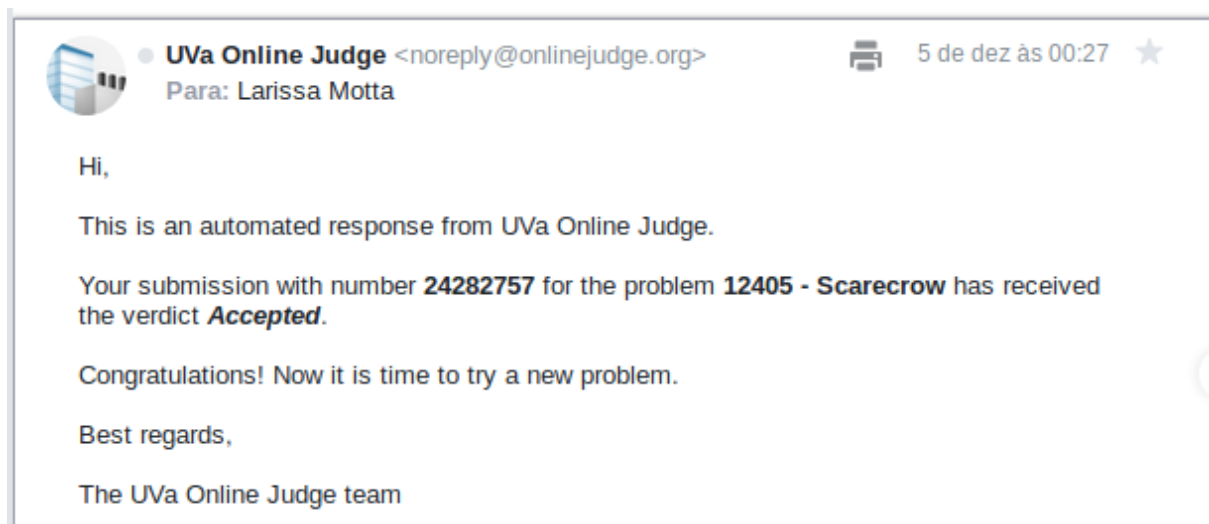 UVa Online Judge <noreply@onlinejudge.org>
5 de dez às 00:27
Para: Larissa Motta
Hi,
This is an automated response from UVa Online Judge.
Your submission with number 24282757 for the problem 12405 - Scarecrow has received
the verdict Accepted.
Congratulations! Now it is time to try a new problem.
Best regards,
The UVa Online Judge team